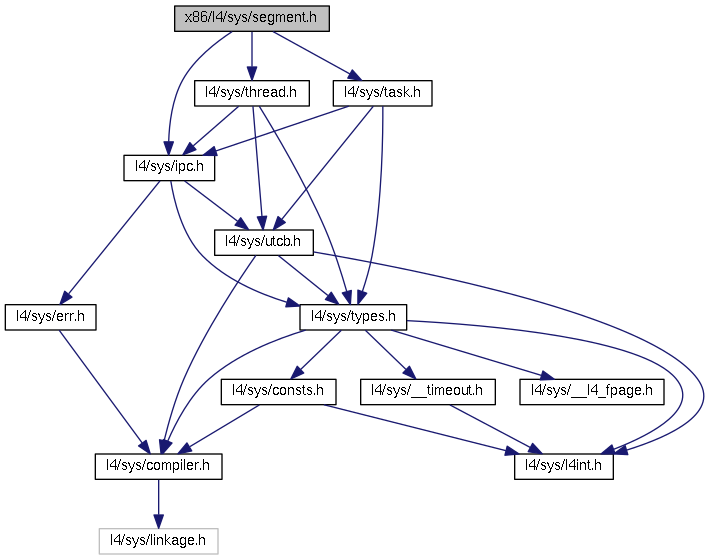 x86/l4/sys/segment.h
l4/sys/thread.h
l4/sys/task.h
l4/sys/ipc.h
l4/sys/utcb.h
l4/sys/err.h
l4/sys/types.h
l4/sys/consts.h
l4/sys/__timeout.h
l4/sys/__l4_fpage.h
l4/sys/compiler.h
l4/sys/l4int.h
l4/sys/linkage.h